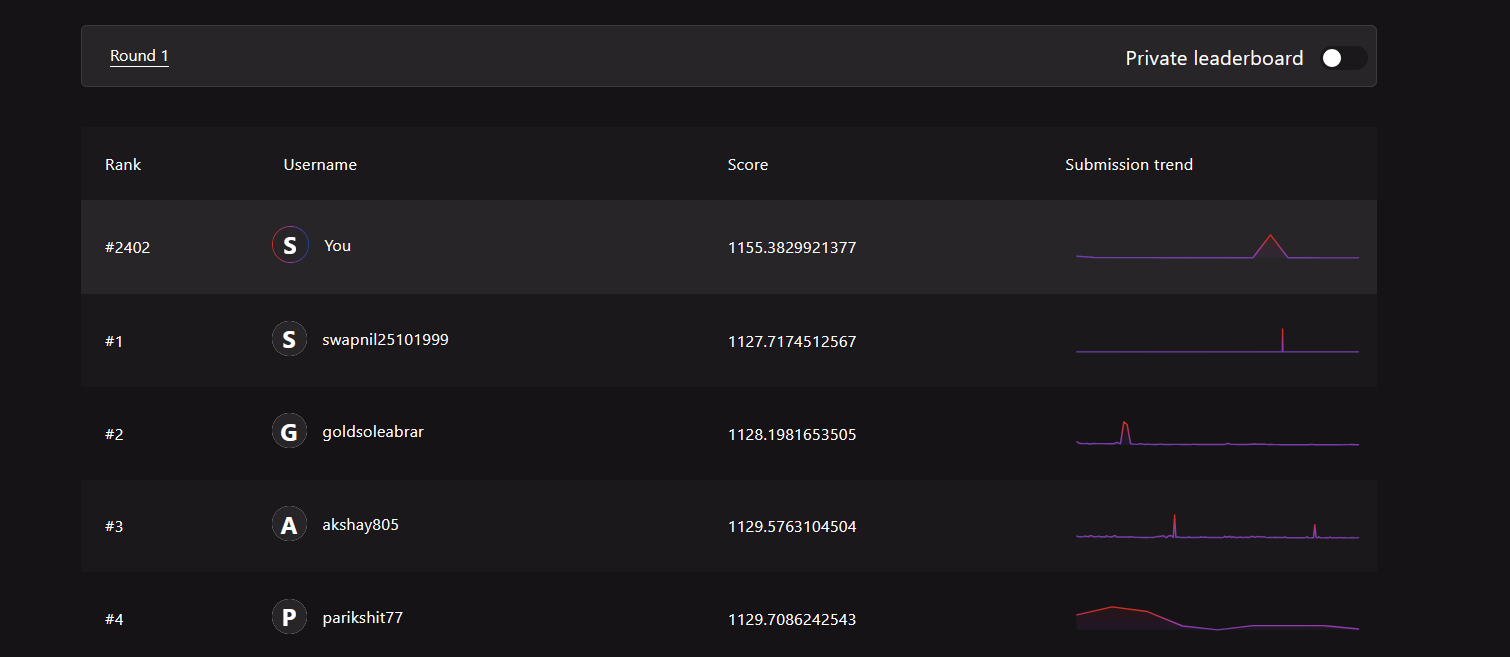 Round 1 Private leaderboard
Rank Username Score Submission trend
#2402 S You 1155.3829921377
#1 S swapnil25101999 1127.7174512567
#2 G goldsoleabrar 1128.1981653505
#3 A akshay805 1129.5763104504
#4 P parikshit77 1129.7086242543